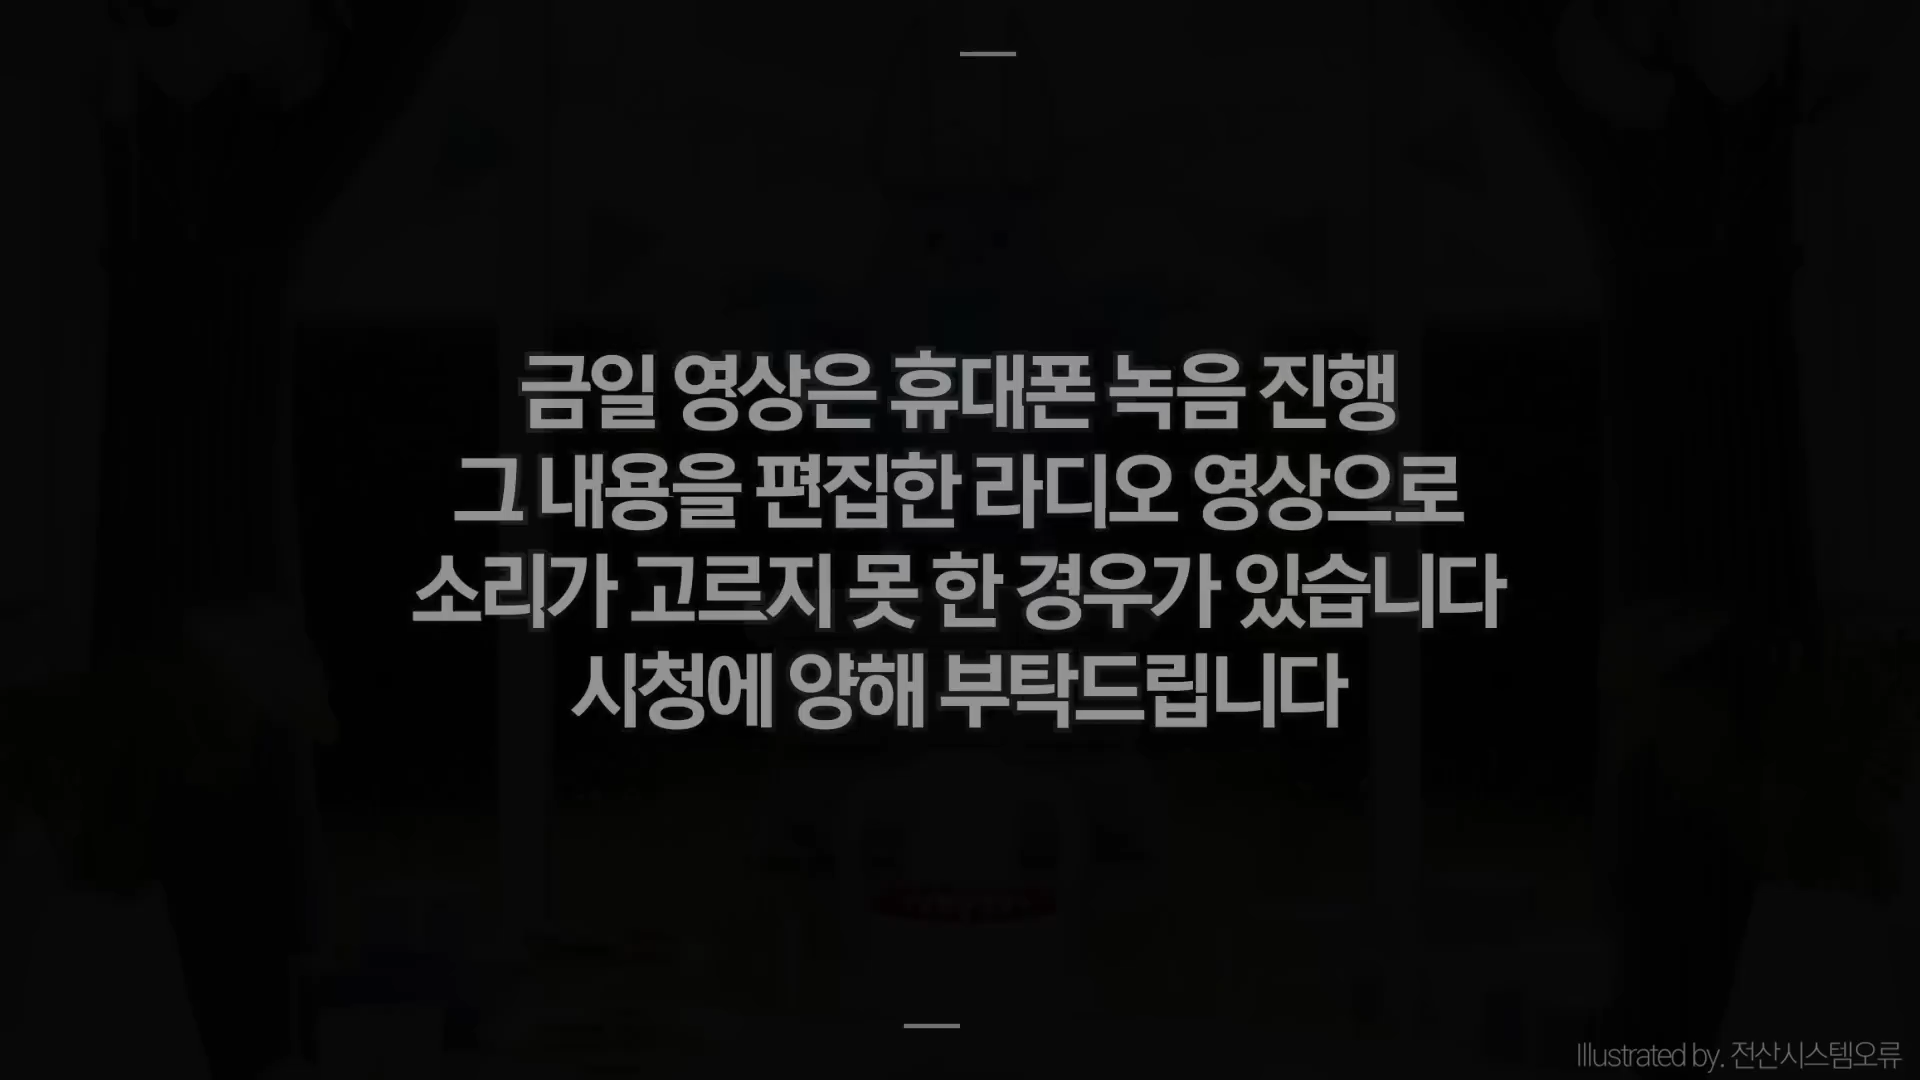 금일 영상은 휴대폰 녹음 진행
그 내용을 편집한 라디오 영상으로
소리가 고르지 못 한 경우가 있습니다
시청에 양해 부탁드립니다
Illustrated by. 전산시스템오류